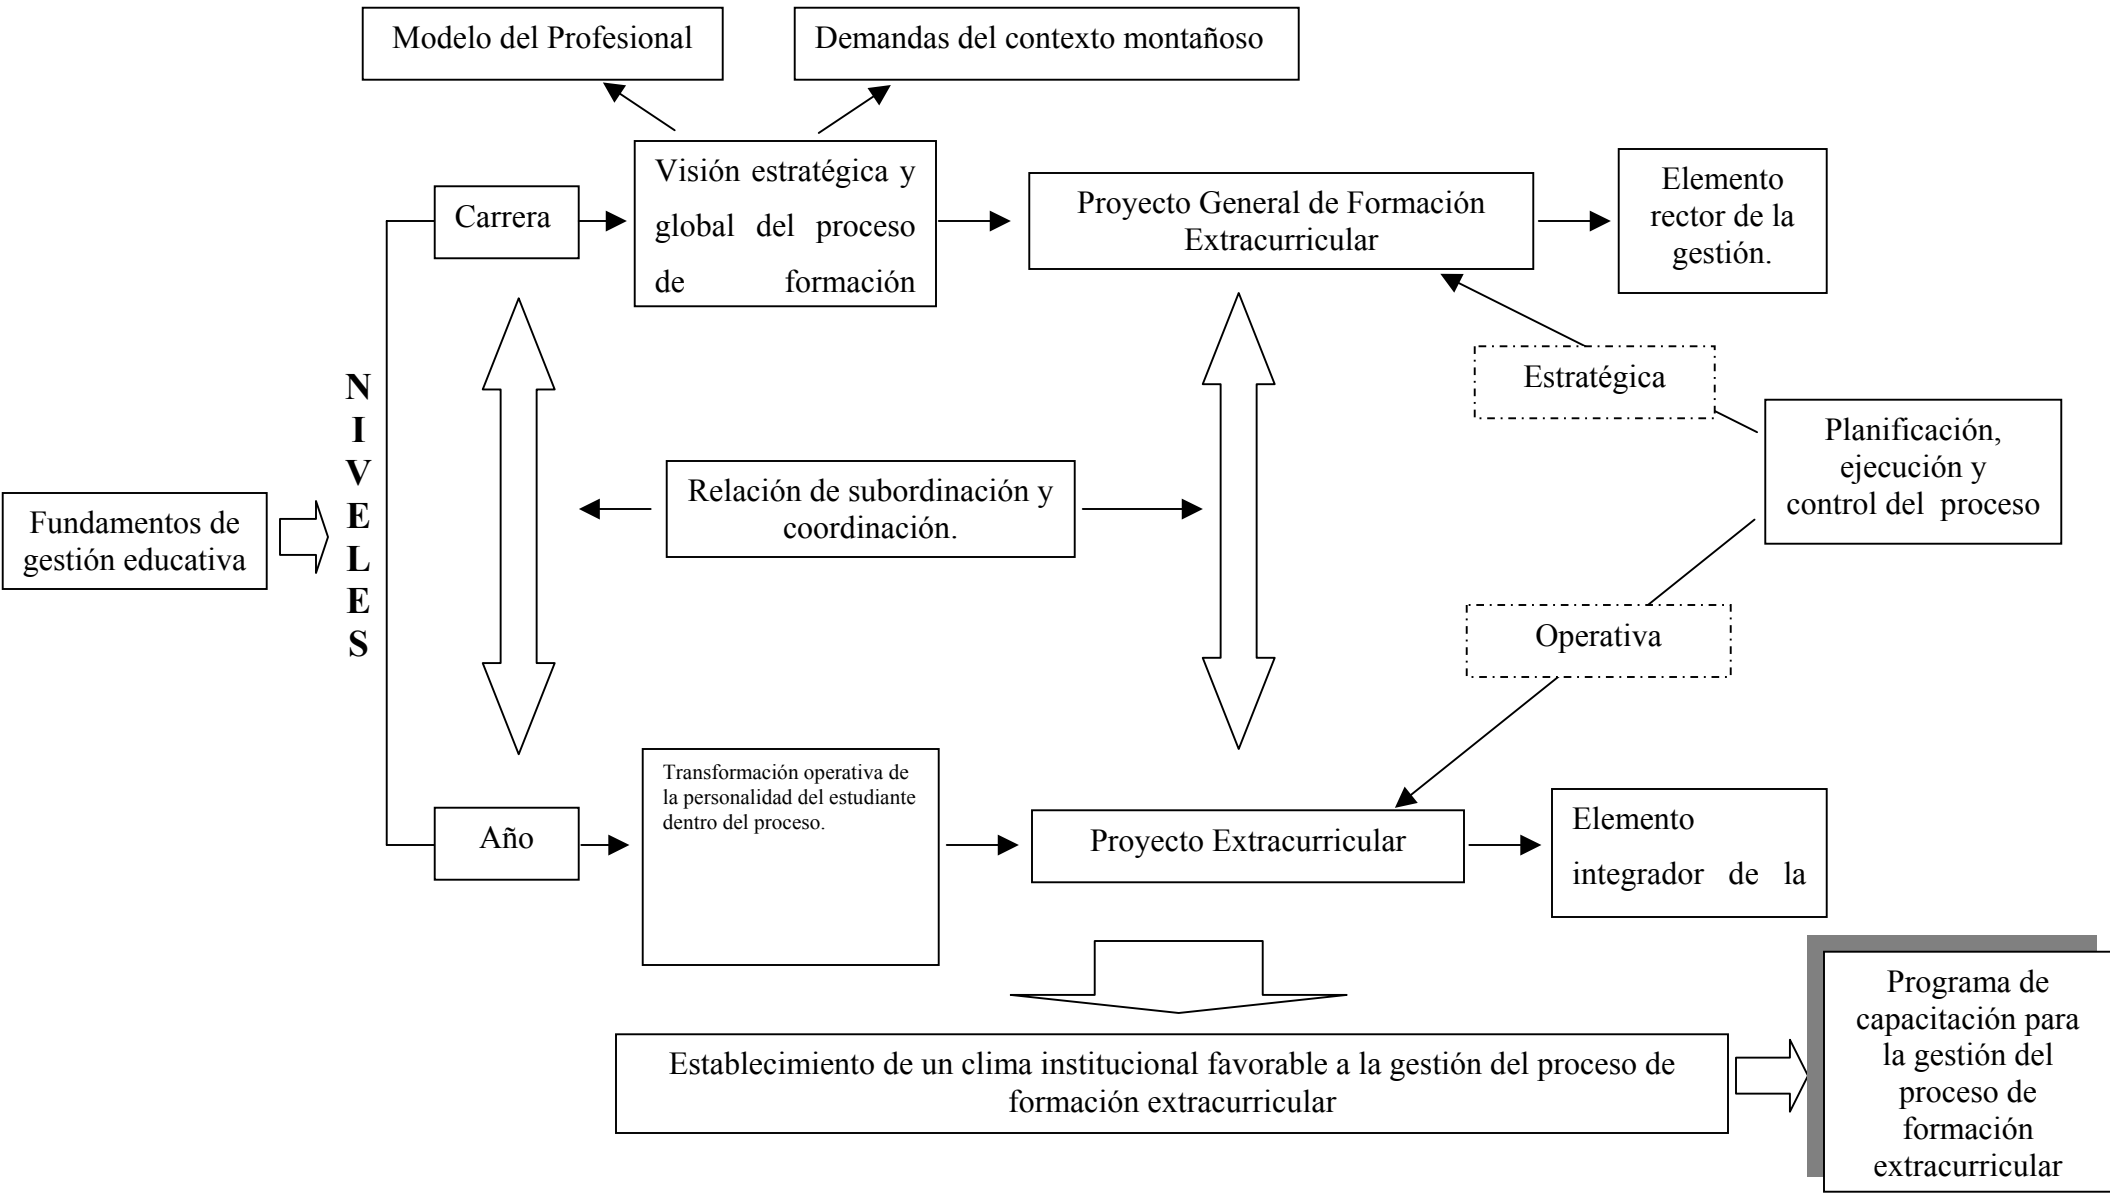 Modelo del Profesional
Demandas del contexto montañoso
Visión estratégica y
global del proceso
de formación
Carrera
Proyecto General de Formación
Extracurricular
Elemento
rector de la
gestión.
Estratégica
N
I
V
E
L
E
S
Planificación,
ejecución y
control del proceso
Relación de subordinación y
coordinación.
Fundamentos de
gestión educativa
Operativa
Transformación operativa de
la personalidad del estudiante
dentro del proceso.
Año
Proyecto Extracurricular
Elemento
integrador de la
Establecimiento de un clima institucional favorable a la gestión del proceso de
formación extracurricular
Programa de
capacitación para
la gestión del
proceso de
formación
extracurricular